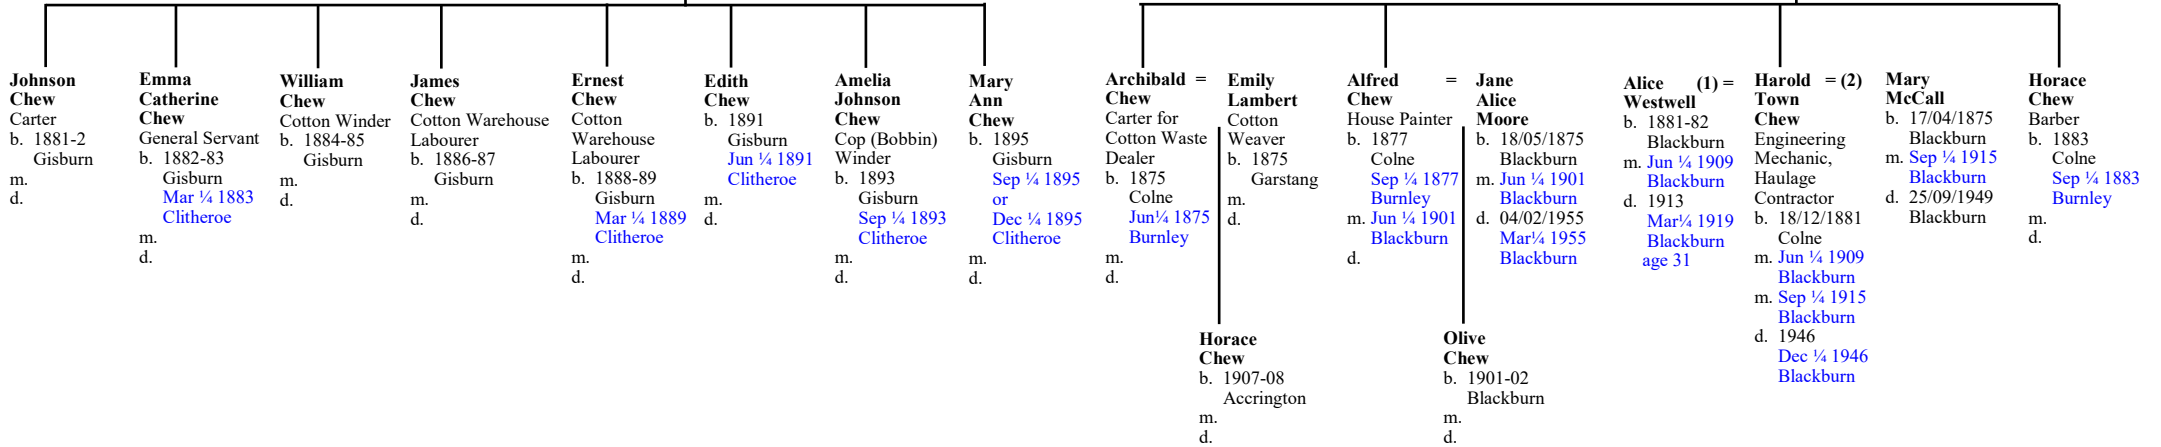 Johnson
Chew
Carter
b. 1881-2
Gisburn
m.
d.
Emma
Catherine
Chew
General Servant
b. 1882-83
Gisburn
Mar ¼ 1883
Clitheroe
m.
d.
William
Chew
Cotton Winder
b. 1884-85
Gisburn
m.
d.
James
Chew
Cotton Warehouse
Labourer
b. 1886-87
Gisburn
m.
d.
Ernest
Chew
Cotton
Warehouse
Labourer
b. 1888-89
Gisburn
Mar ¼ 1889
Clitheroe
m.
d.
Edith
Chew
b. 1891
Gisburn
Jun ¼ 1891
Clitheroe
m.
d.
Amelia
Johnson
Chew
Cop (Bobbin)
Winder
b. 1893
Gisburn
Sep ¼ 1893
Clitheroe
m.
d.
Mary
Ann
Chew
b. 1895
Gisburn
Sep ¼ 1895
or
Dec ¼ 1895
Clitheroe
m.
d.
Archibald =
Chew
Carter for
Cotton Waste
Dealer
b. 1875
Colne
Jun¼ 1875
Burnley
m.
d.
Emily
Lambert
Cotton
Weaver
b. 1875
Garstang
m.
d.
Alfred =
Chew
House Painter
b. 1877
Colne
Sep ¼ 1877
Burnley
m. Jun ¼ 1901
Blackburn
d.
Jane
Alice
Moore
b. 18/05/1875
Blackburn
m. Jun ¼ 1901
Blackburn
d. 04/02/1955
Mar¼ 1955
Blackburn
Alice (1) =
Westwell
b. 1881-82
Blackburn
m. Jun ¼ 1909
Blackburn
d. 1913
Mar¼ 1919
Blackburn
age 31
Harold = (2)
Town
Chew
Engineering
Mechanic,
Haulage
Contractor
b. 18/12/1881
Colne
m. Jun ¼ 1909
Blackburn
m. Sep ¼ 1915
Blackburn
d. 1946
Dec ¼ 1946
Blackburn
Mary
McCall
b. 17/04/1875
Blackburn
m. Sep ¼ 1915
Blackburn
d. 25/09/1949
Blackburn
Horace
Chew
Barber
b. 1883
Colne
Sep ¼ 1883
Burnley
m.
d.
Horace
Chew
b. 1907-08
Accrington
m.
d.
Olive
Chew
b. 1901-02
Blackburn
m.
d.